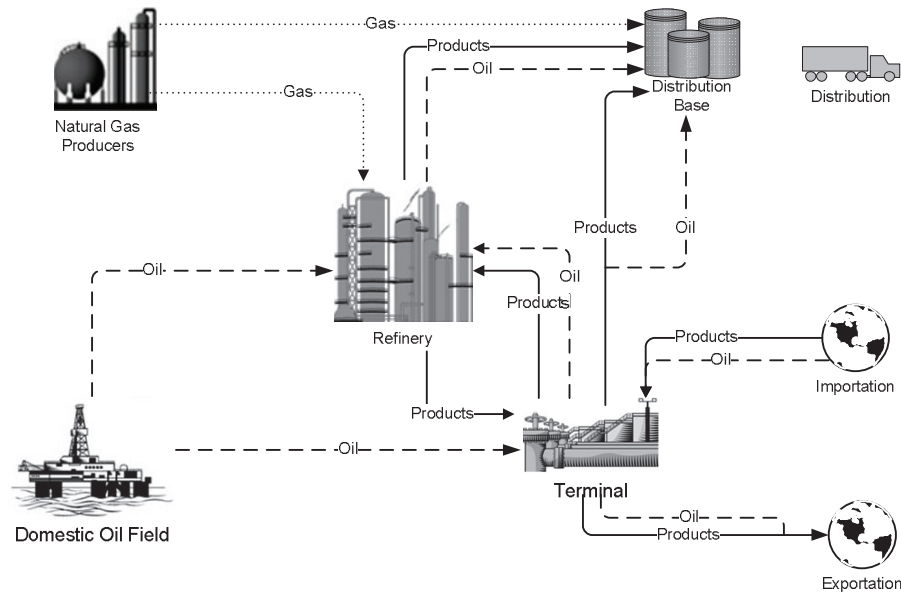 Gas
Products
Oil
Distribution
Base
Distribution
Natural Gas
Producers
Gas
Products
Oil
Oil
Oil
Products
Refinery
Products
Oil
Importation
Products
Oil
Terminal
Domestic Oil Field
Oil
Products
Exportation